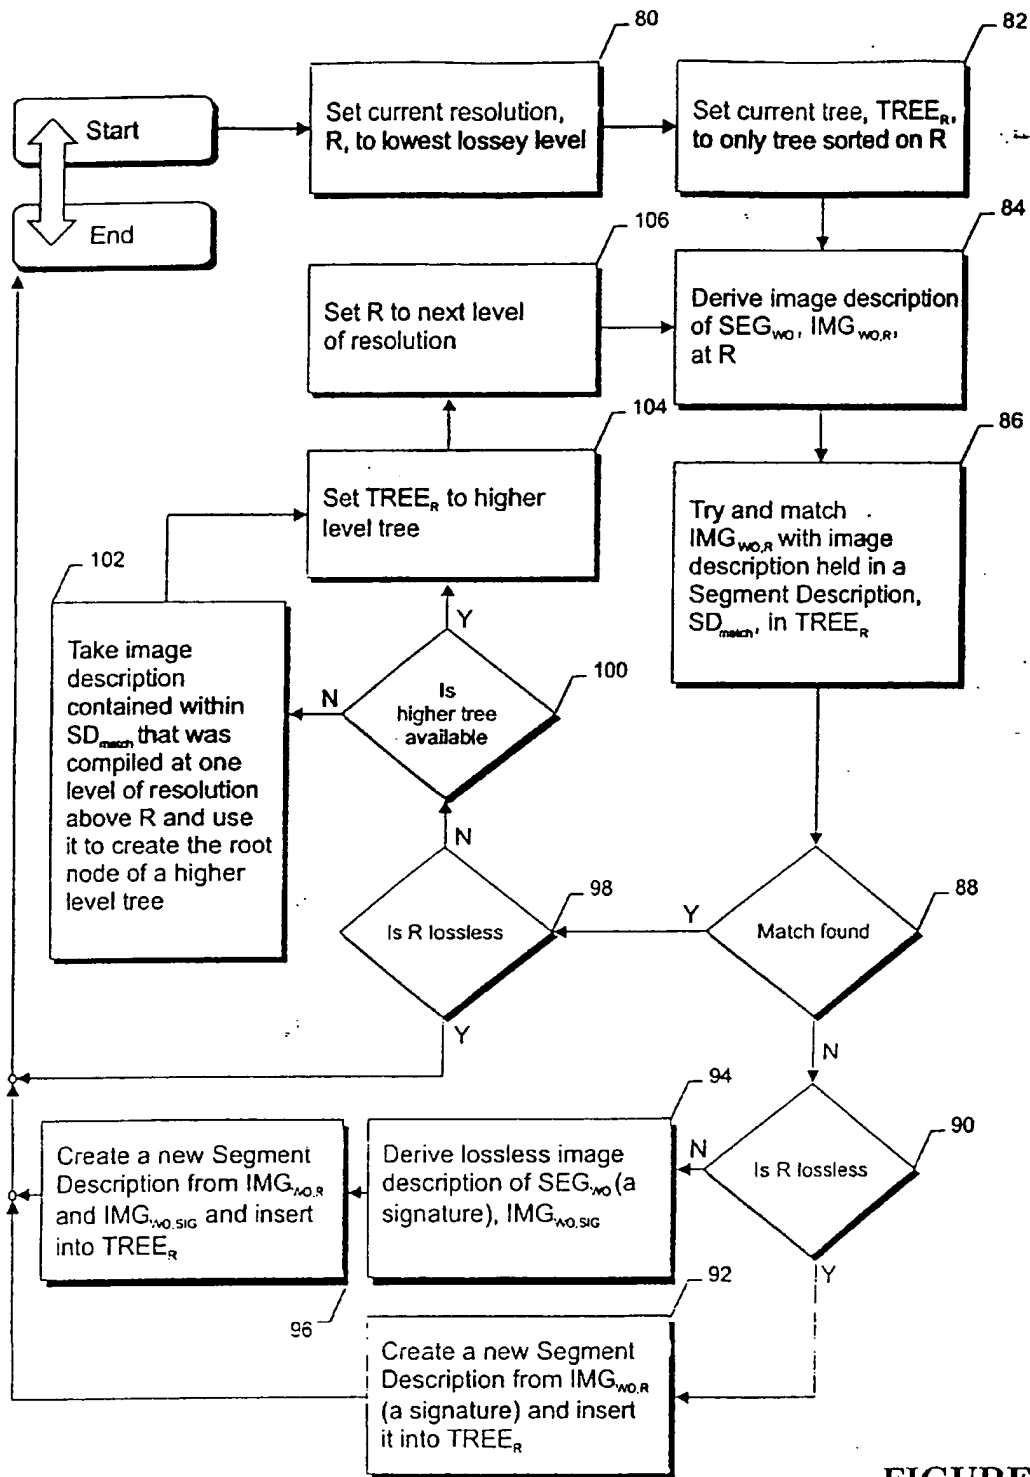 Start
End
80
Set current resolution,
R, to lowest lossey level
82
Set current tree, TREE_R,
to only tree sorted on R
84
Derive image description
of SEG_WO, IMG_WO,R,
at R
106
Set R to next level
of resolution
104
Set TREE_R to higher
level tree
86
Try and match
IMG_WO,R with image
description held in a
Segment Description,
SD_match, in TREE_R
102
Take image
description
contained within
SD_match that was
compiled at one
level of resolution
above R and use
it to create the root
node of a higher
level tree
Y
N
Is
higher tree
available
100
N
Is R lossless
98
Y
Y
Match found
88
N
Is R lossless
90
N
Y
94
Derive lossless image
description of SEG_WO (a
signature), IMG_WO,SIG
Create a new Segment
Description from IMG_WO,R
and IMG_WO,SIG and insert
into TREE_R
96
92
Create a new Segment
Description from IMG_WO,R
(a signature) and insert
it into TREE_R
FIGURE